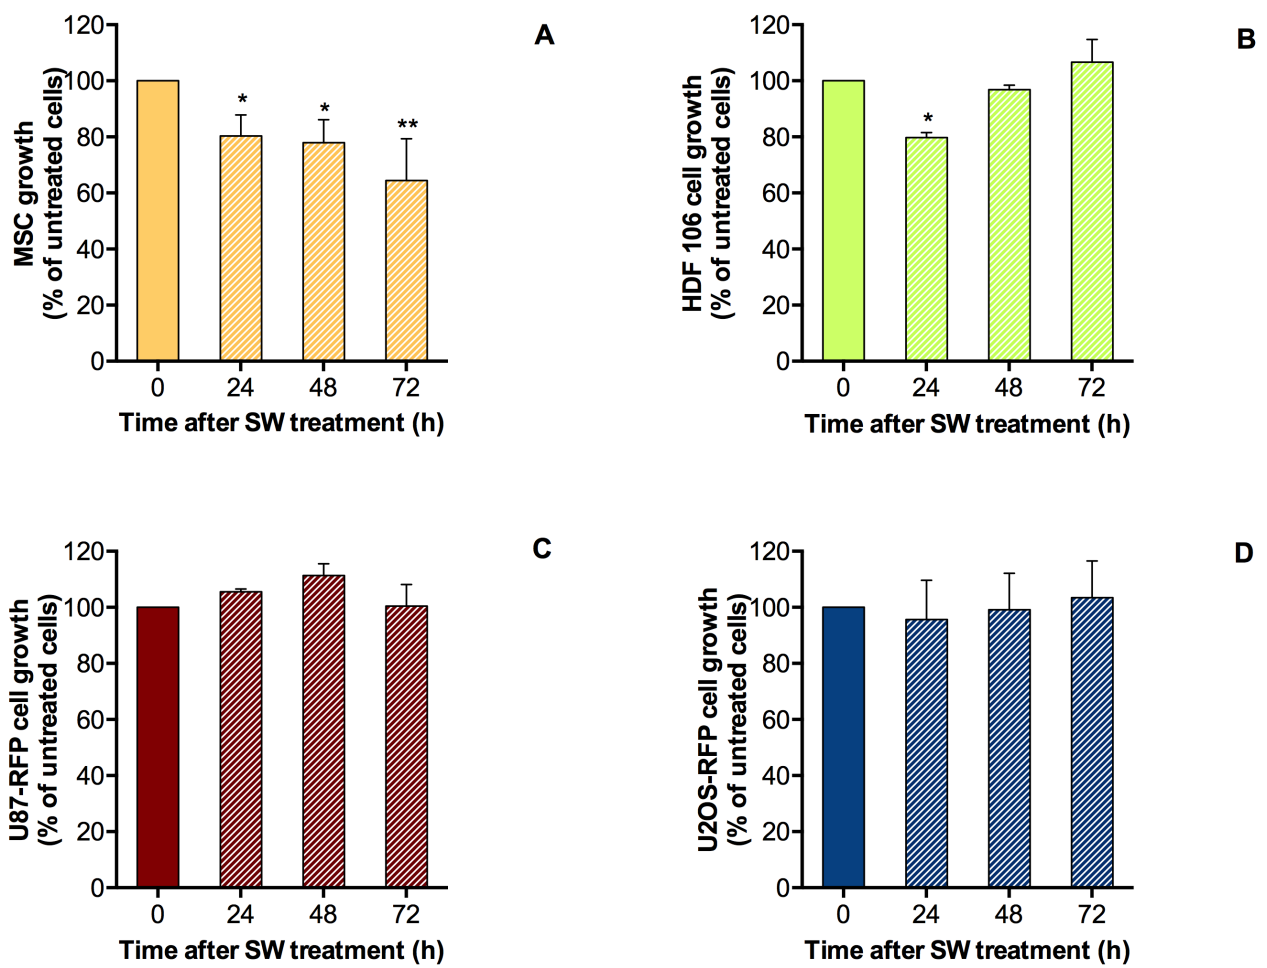 A
MSC growth
(% of untreated cells)
120
100
80
60
40
20
0
*
*
**
0 24 48 72
Time after SW treatment (h)
B
HDF 106 cell growth
(% of untreated cells)
120
100
80
60
40
20
0
*
0 24 48 72
Time after SW treatment (h)
C
U87-RFP cell growth
(% of untreated cells)
120
100
80
60
40
20
0
0 24 48 72
Time after SW treatment (h)
D
U2OS-RFP cell growth
(% of untreated cells)
120
100
80
60
40
20
0
0 24 48 72
Time after SW treatment (h)